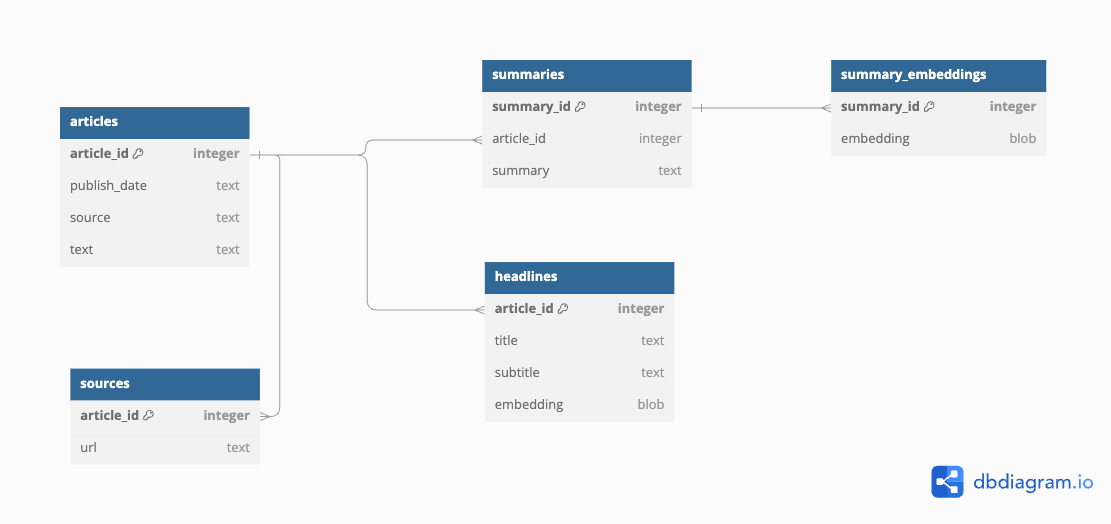 articles
article_id integer
publish_date text
source text
text text
sources
article_id integer
url text
summaries
summary_id integer
article_id integer
summary text
headlines
article_id integer
title text
subtitle text
embedding blob
summary_embeddings
summary_id integer
embedding blob
dbdiagram.io